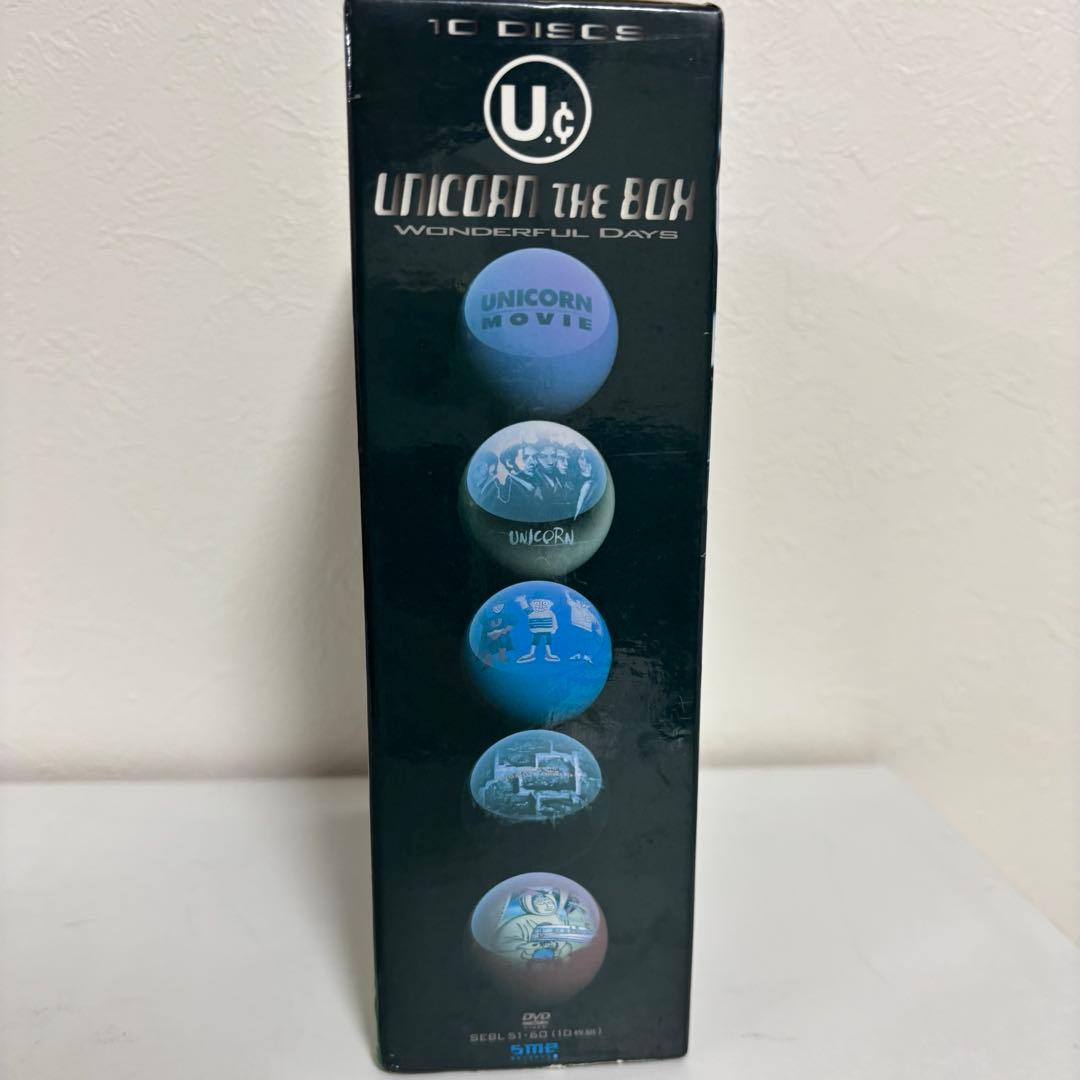 10 DISCS
U.¢
UNICORN THE BOX
WONDERFUL DAYS
UNICORN
MOVIE
UNICORN
DVD
SEBL 51-60 (10枚組)
sme